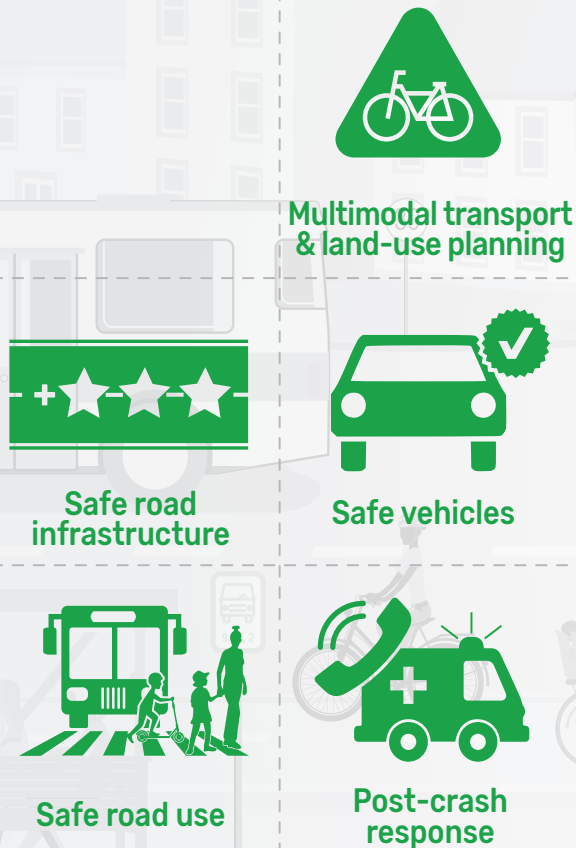 Multimodal transport
& land-use planning
Safe road
infrastructure
Safe vehicles
Safe road use
Post-crash
response